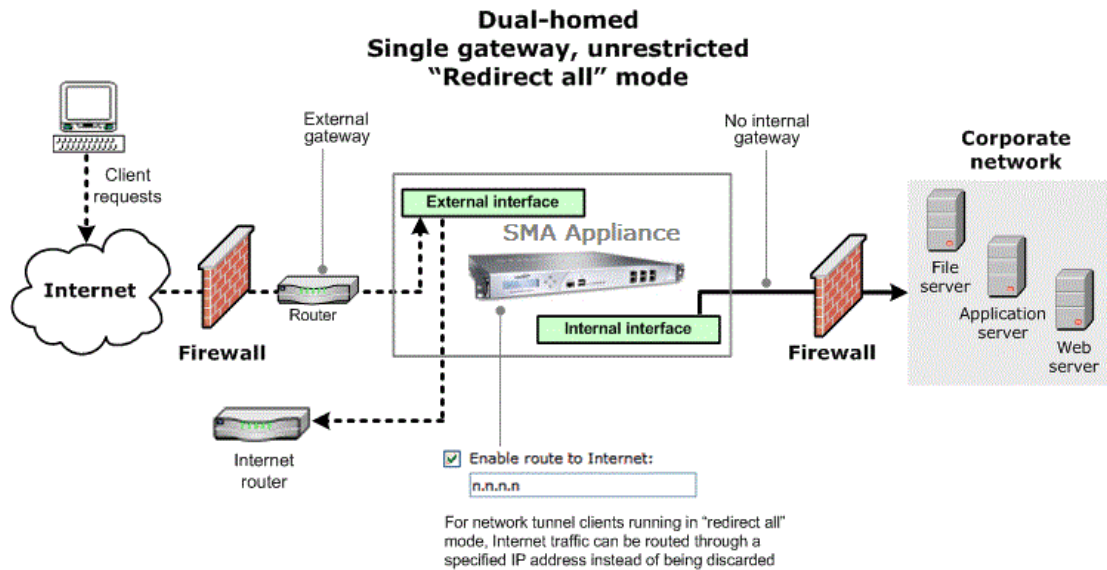 Dual-homed
Single gateway, unrestricted
“Redirect all” mode
External
gateway
No internal
gateway
Corporate
network
Client
requests
External interface
SMA Appliance
Internet
File
server
Router
Application
server
Internal interface
Firewall
Firewall
Web
server
Internet
router
Enable route to Internet:
n.n.n.n
For network tunnel clients running in “redirect all”
mode, Internet traffic can be routed through a
specified IP address instead of being discarded